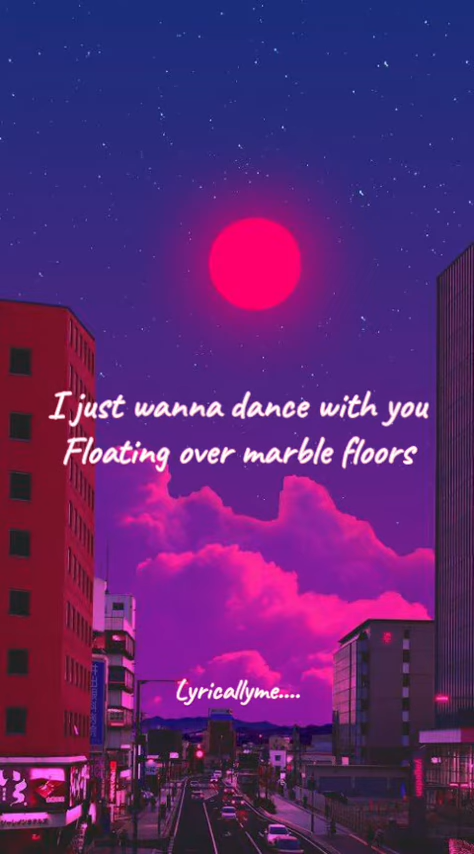 I just wanna dance with you
Floating over marble floors
Lyricallyme....